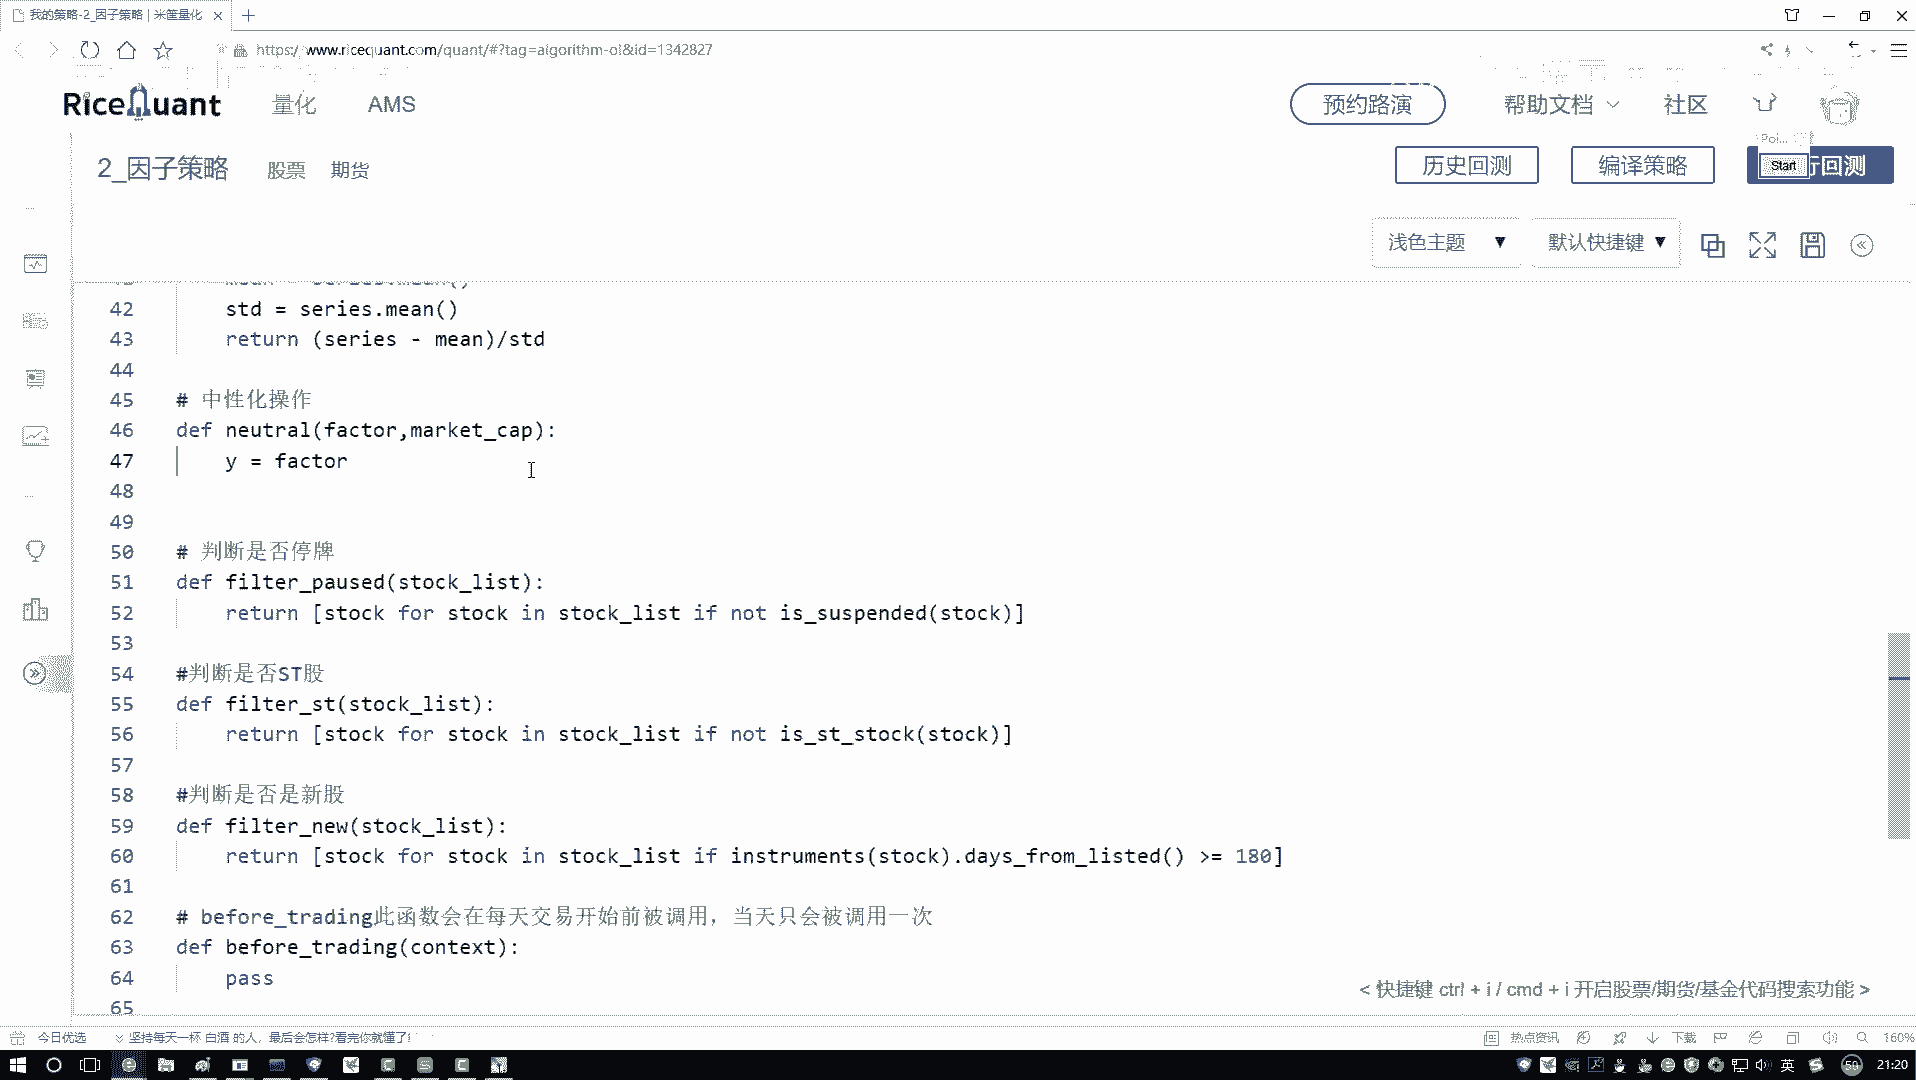 我的策略-2_因子策略 | 米筐量化
https://www.ricequant.com/quant/#?tag=algorithm-ol&id=1342827
RiceQuant 量化 AMS 预约路演 帮助文档 社区
2_因子策略 股票 期货 历史回测 编译策略 Start 行回测
浅色主题 ▼ 默认快捷键 ▼
42 std = series.mean()
43 return (series - mean)/std
44
45 # 中性化操作
46 def neutral(factor,market_cap):
47 y = factor
48
49
50 # 判断是否停牌
51 def filter_paused(stock_list):
52 return [stock for stock in stock_list if not is_suspended(stock)]
53
54 #判断是否ST股
55 def filter_st(stock_list):
56 return [stock for stock in stock_list if not is_st_stock(stock)]
57
58 #判断是否是新股
59 def filter_new(stock_list):
60 return [stock for stock in stock_list if instruments(stock).days_from_listed() >= 180]
61
62 # before_trading此函数会在每天交易开始前被调用，当天只会被调用一次
63 def before_trading(context):
64 pass
65
< 快捷键 ctrl + i / cmd + i 开启股票/期货/基金代码搜索功能 >
今日优选 坚持每天一杯 白酒 的人，最后会怎样?看完你就懂了! 热点资讯 下载 160%
英 59 21:20